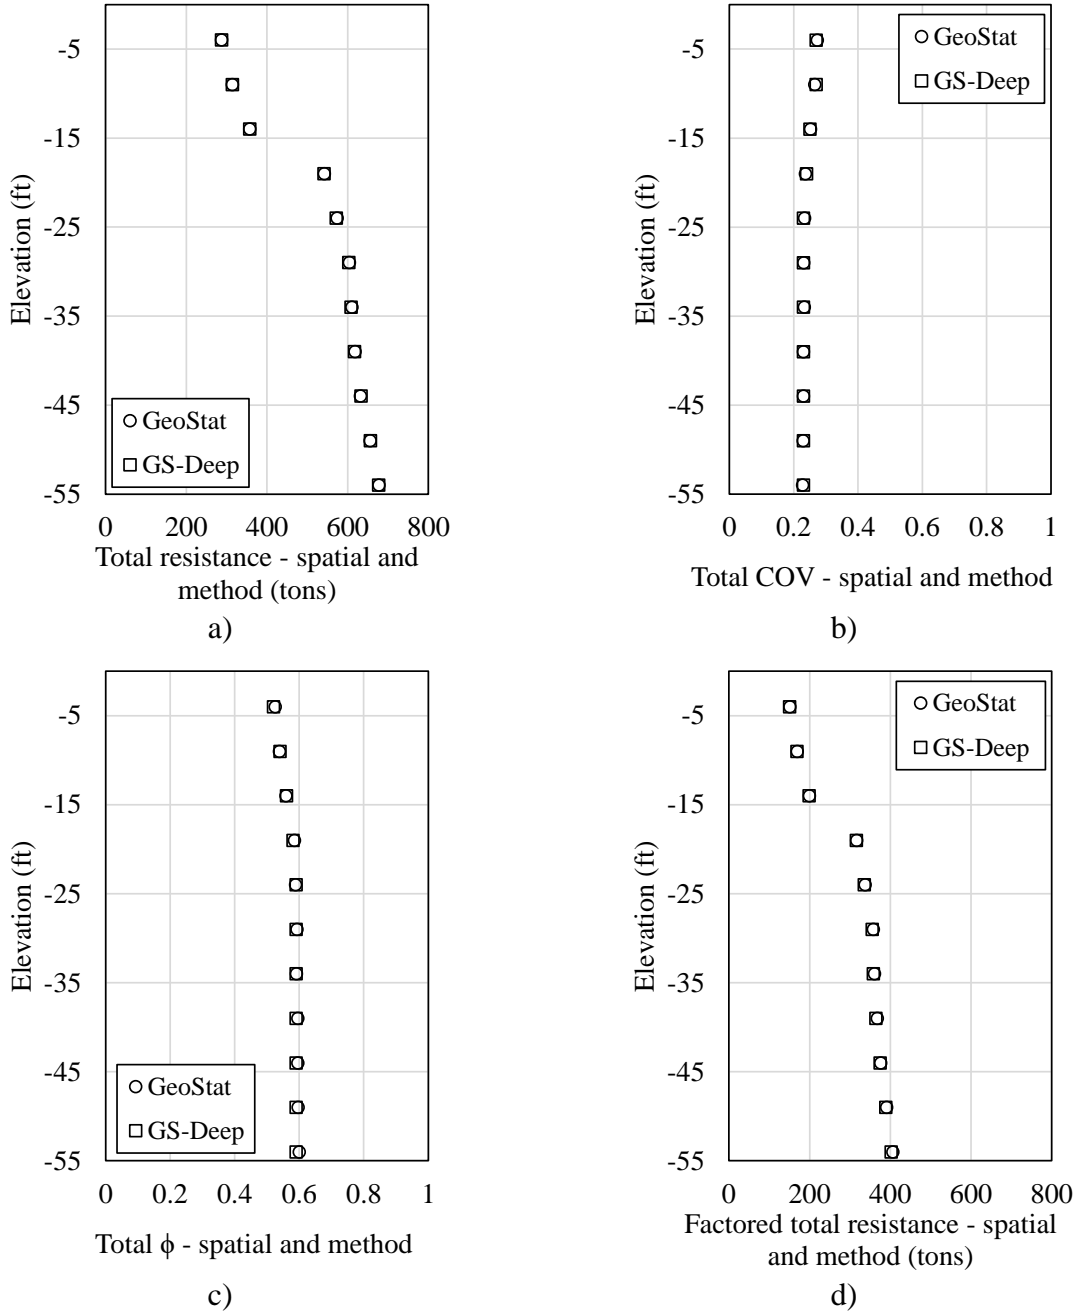 -5
-15
-25
-35
-45
-55
Elevation (ft)
GeoStat
GS-Deep
0 200 400 600 800
Total resistance - spatial and
method (tons)
a)
-5
-15
-25
-35
-45
-55
Elevation (ft)
GeoStat
GS-Deep
0 0.2 0.4 0.6 0.8 1
Total COV - spatial and method
b)
-5
-15
-25
-35
-45
-55
Elevation (ft)
GeoStat
GS-Deep
0 0.2 0.4 0.6 0.8 1
Total ϕ - spatial and method
c)
-5
-15
-25
-35
-45
-55
Elevation (ft)
GeoStat
GS-Deep
0 200 400 600 800
Factored total resistance - spatial
and method (tons)
d)